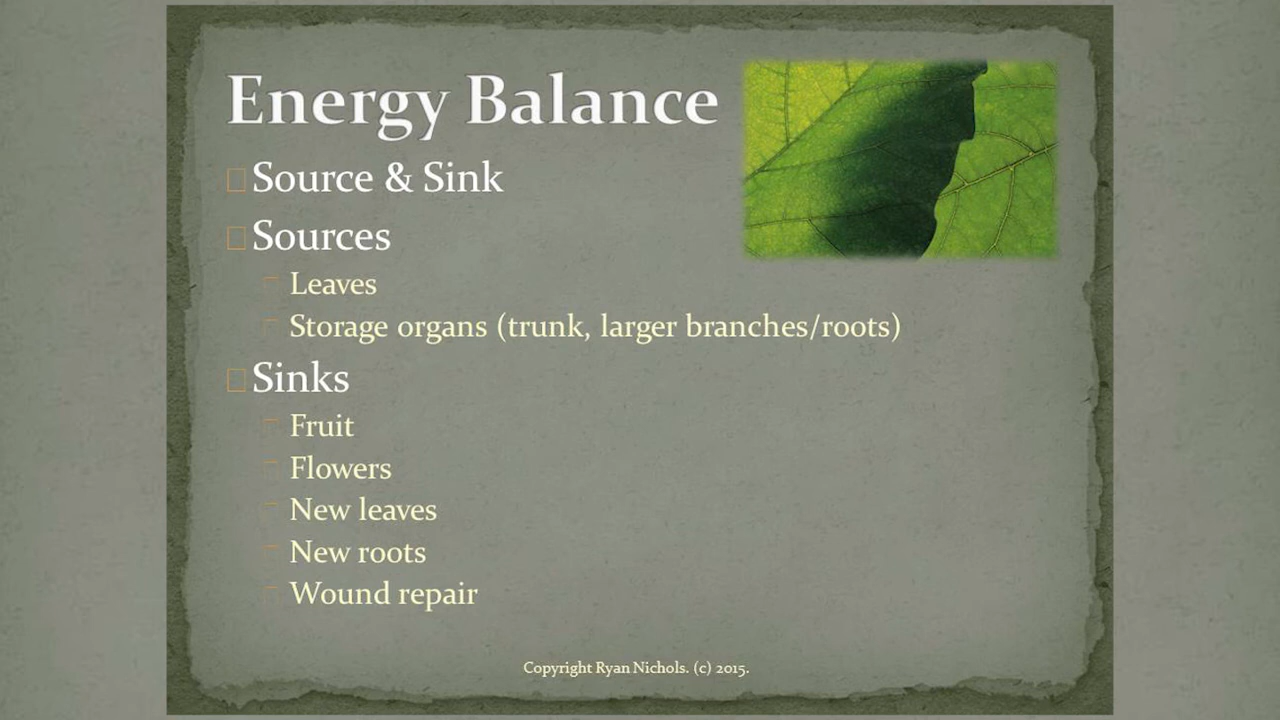 Energy Balance
Source & Sink
Sources
Leaves
Storage organs (trunk, larger branches/roots)
Sinks
Fruit
Flowers
New leaves
New roots
Wound repair
Copyright Ryan Nichols. (c) 2015.